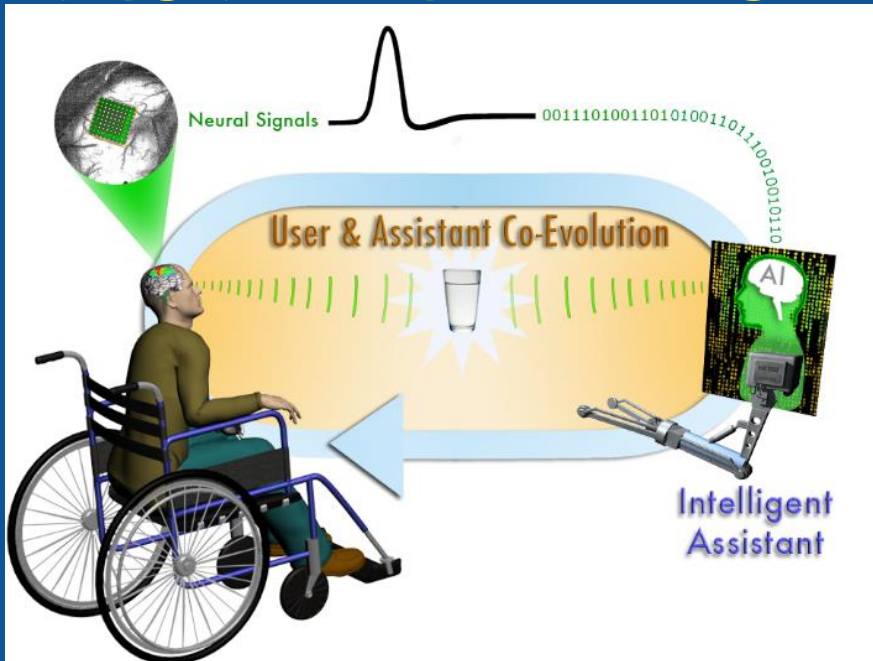 Neural Signals
001110100110101001101110010010110
User & Assistant Co-Evolution
AI
Intelligent
Assistant